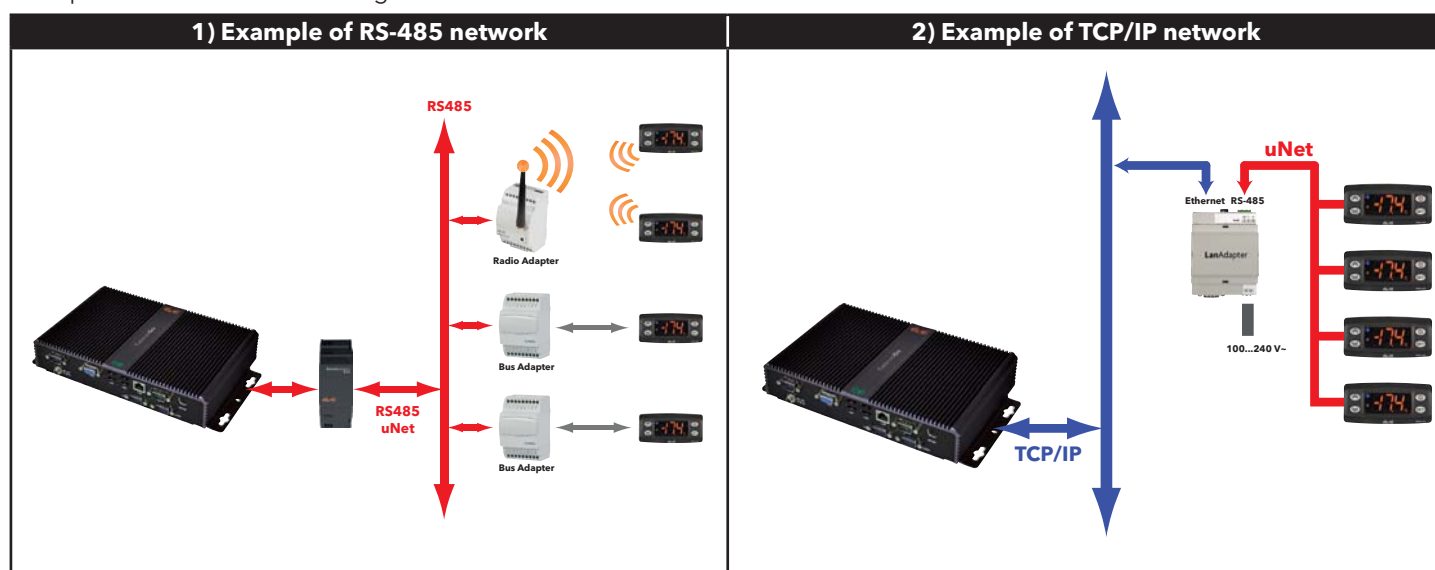 1) Example of RS-485 network
2) Example of TCP/IP network
RS485
Radio Adapter
Bus Adapter
RS485
uNet
Bus Adapter
uNet
Ethernet RS-485
LanAdapter
100...240 V~
TCP/IP